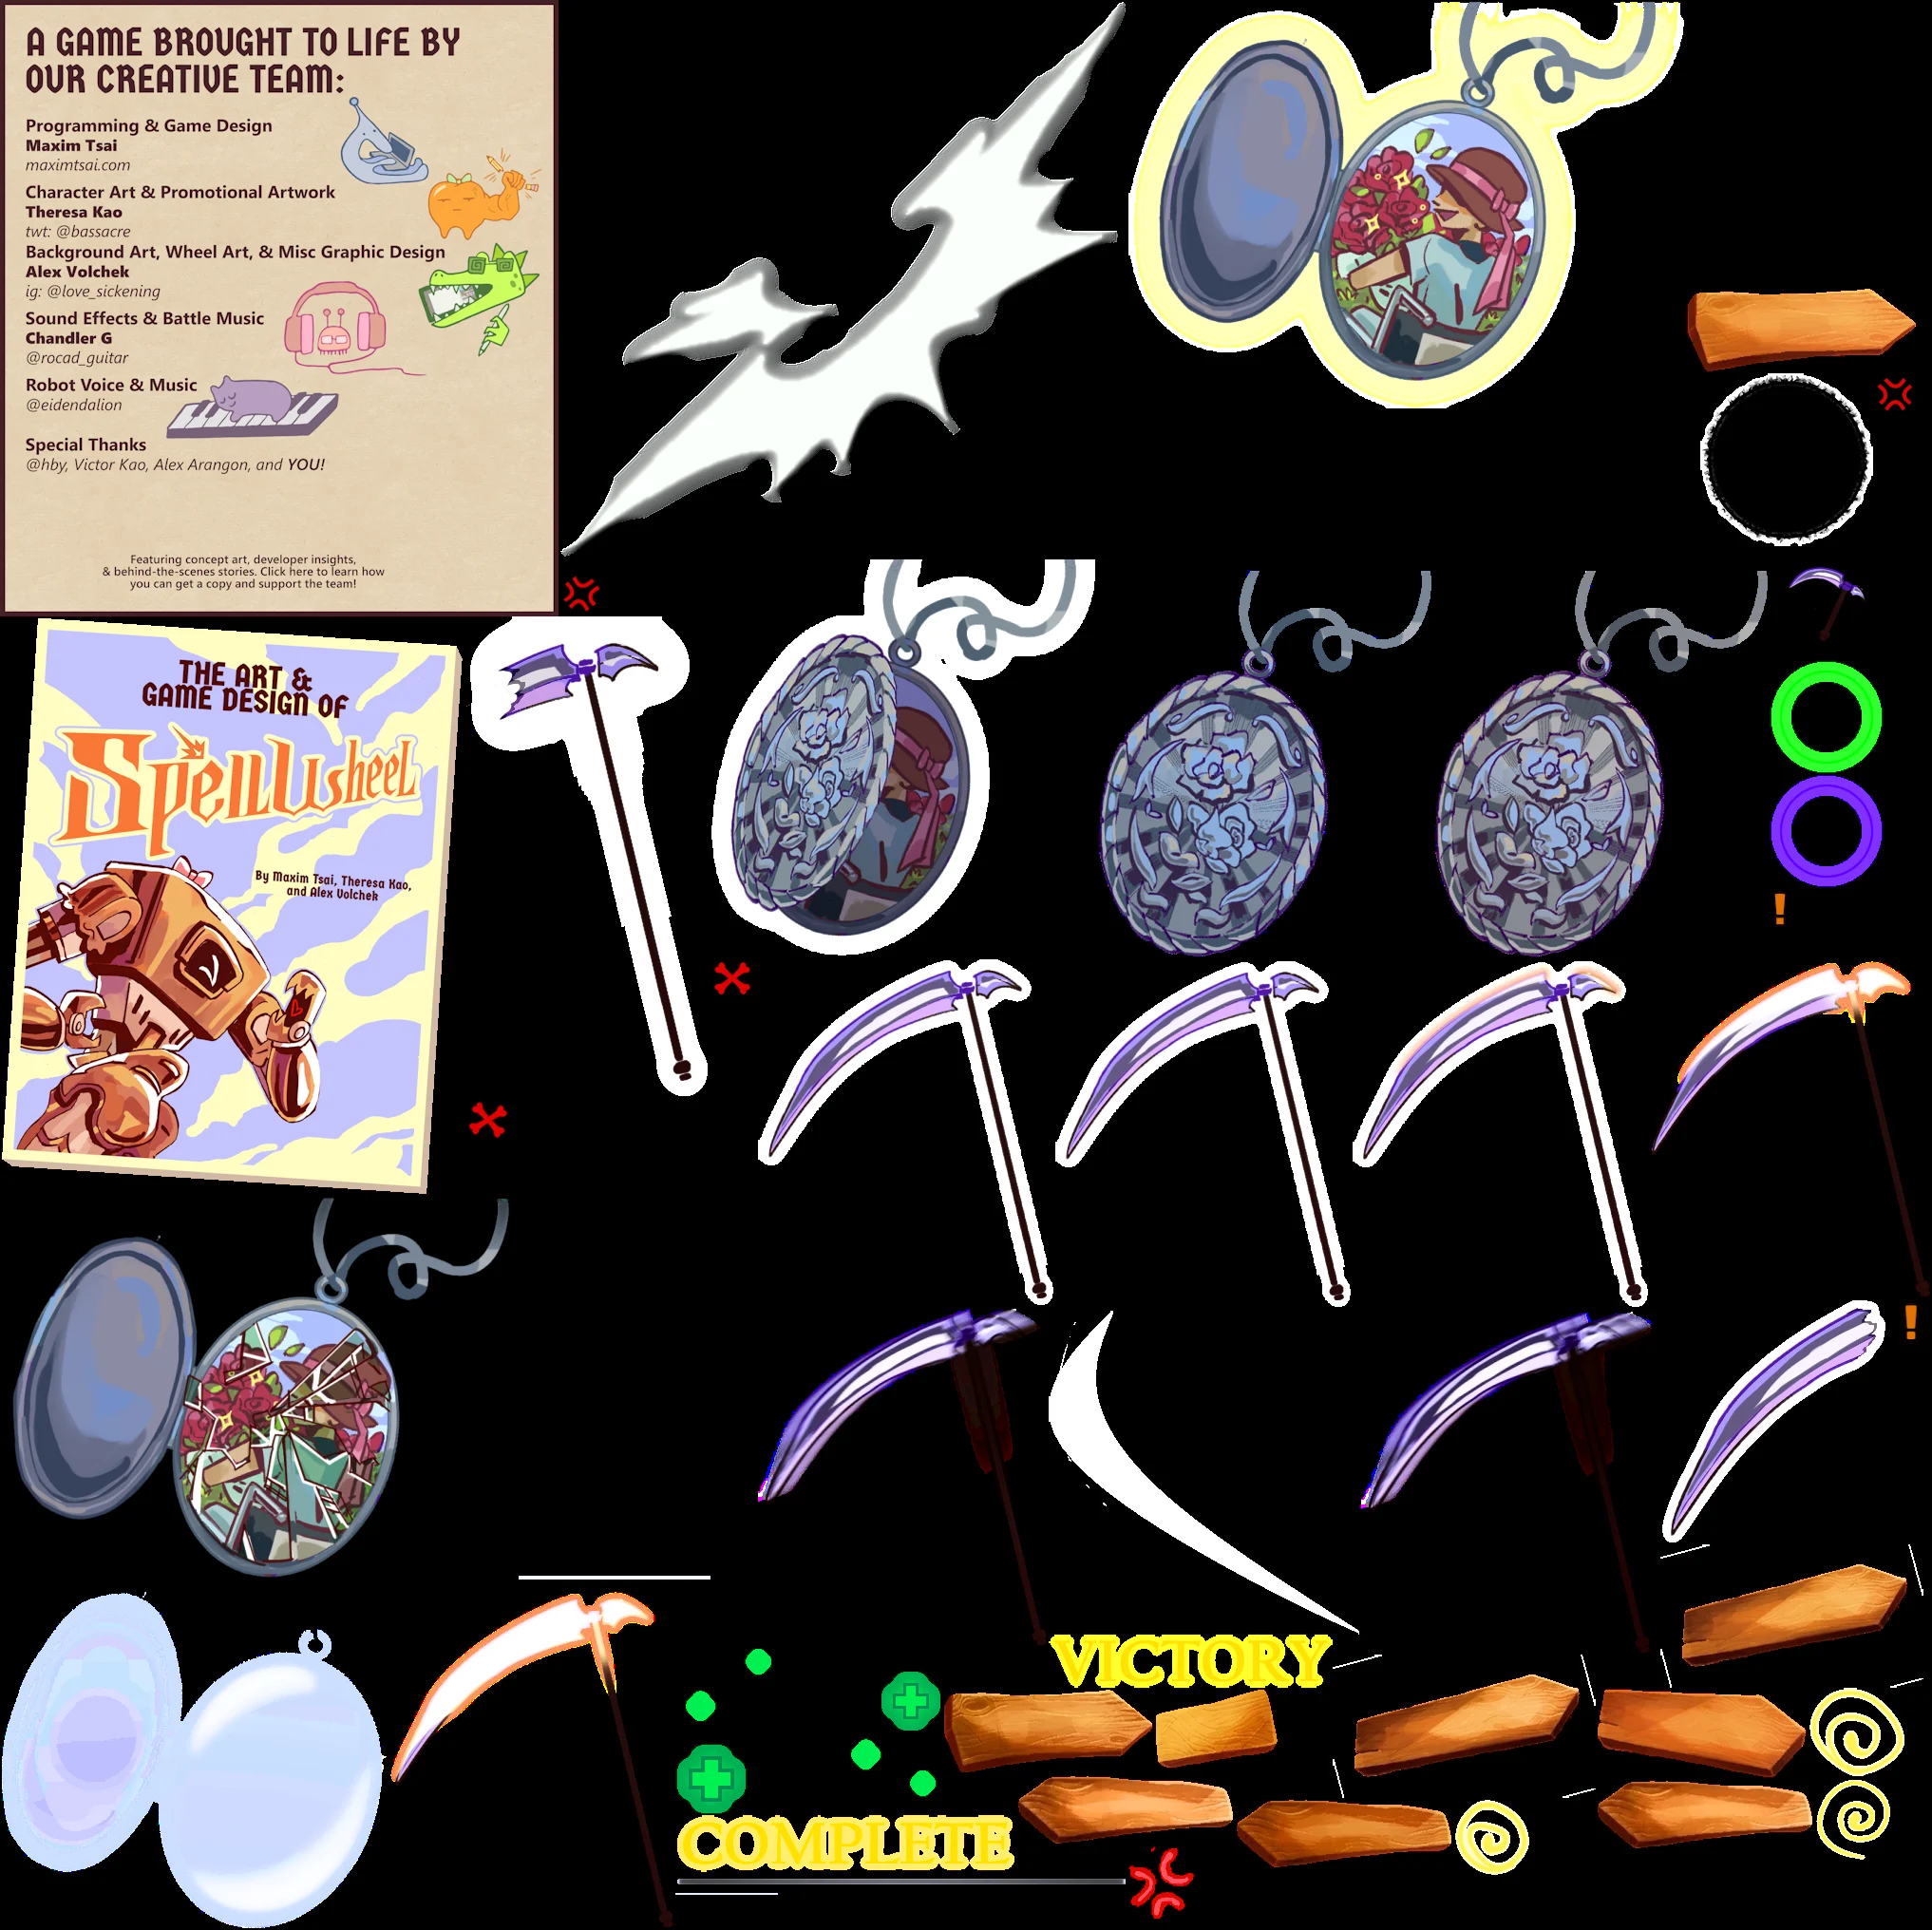 A GAME BROUGHT TO LIFE BY
OUR CREATIVE TEAM:
Programming & Game Design
Maxim Tsai
maximtsai.com
Character Art & Promotional Artwork
Theresa Kao
twt: @bassacre
Background Art, Wheel Art, & Misc Graphic Design
Alex Volchek
ig: @love_sickening
Sound Effects & Battle Music
Chandler G
@rocad_guitar
Robot Voice & Music
@eidendalion
Special Thanks
@hby, Victor Kao, Alex Arangon, and YOU!
Featuring concept art, developer insights,
& behind-the-scenes stories. Click here to learn how
you can get a copy and support the team!
THE ART &
GAME DESIGN OF
Spellwheel
By Maxim Tsai, Theresa Kao,
and Alex Volchek
!
!
VICTORY
COMPLETE